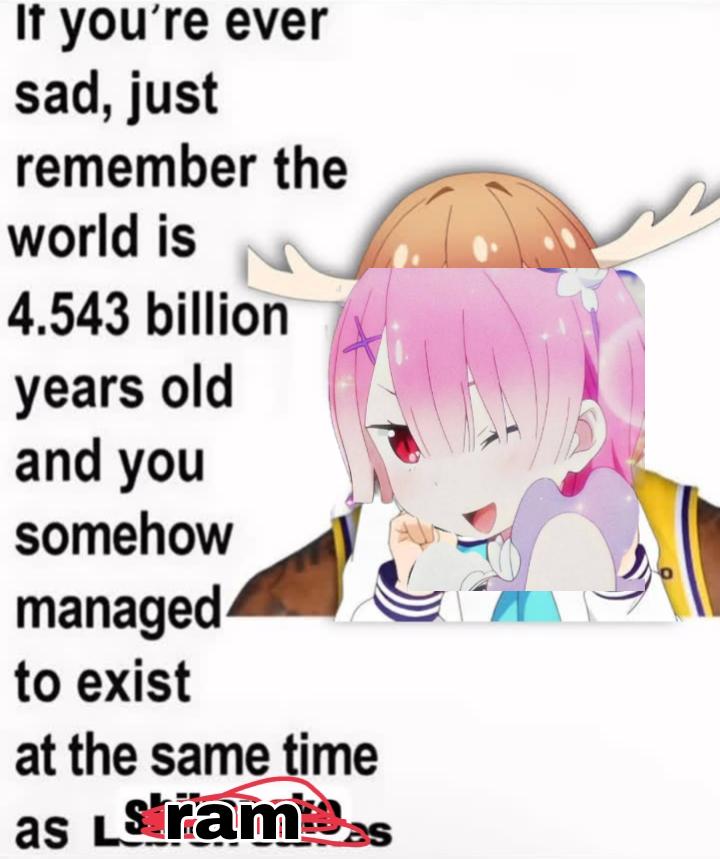 If you're ever
sad, just
remember the
world is
4.543 billion
years old
and you
somehow
managed
to exist
at the same time
as ram